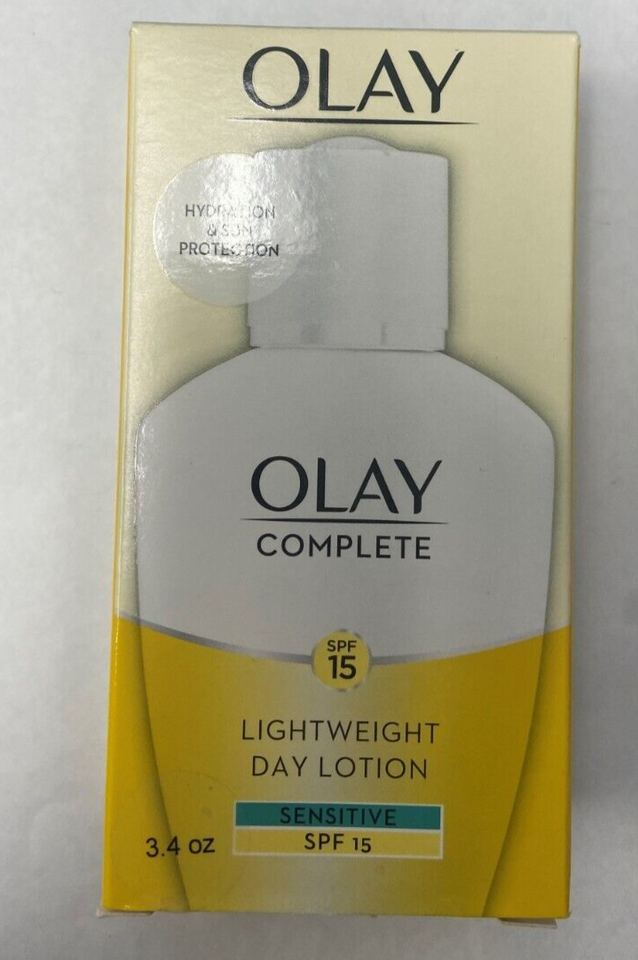 OLAY
HYDRATION
& SUN
PROTECTION
OLAY
COMPLETE
SPF
15
LIGHTWEIGHT
DAY LOTION
SENSITIVE
3.4 oz
SPF 15